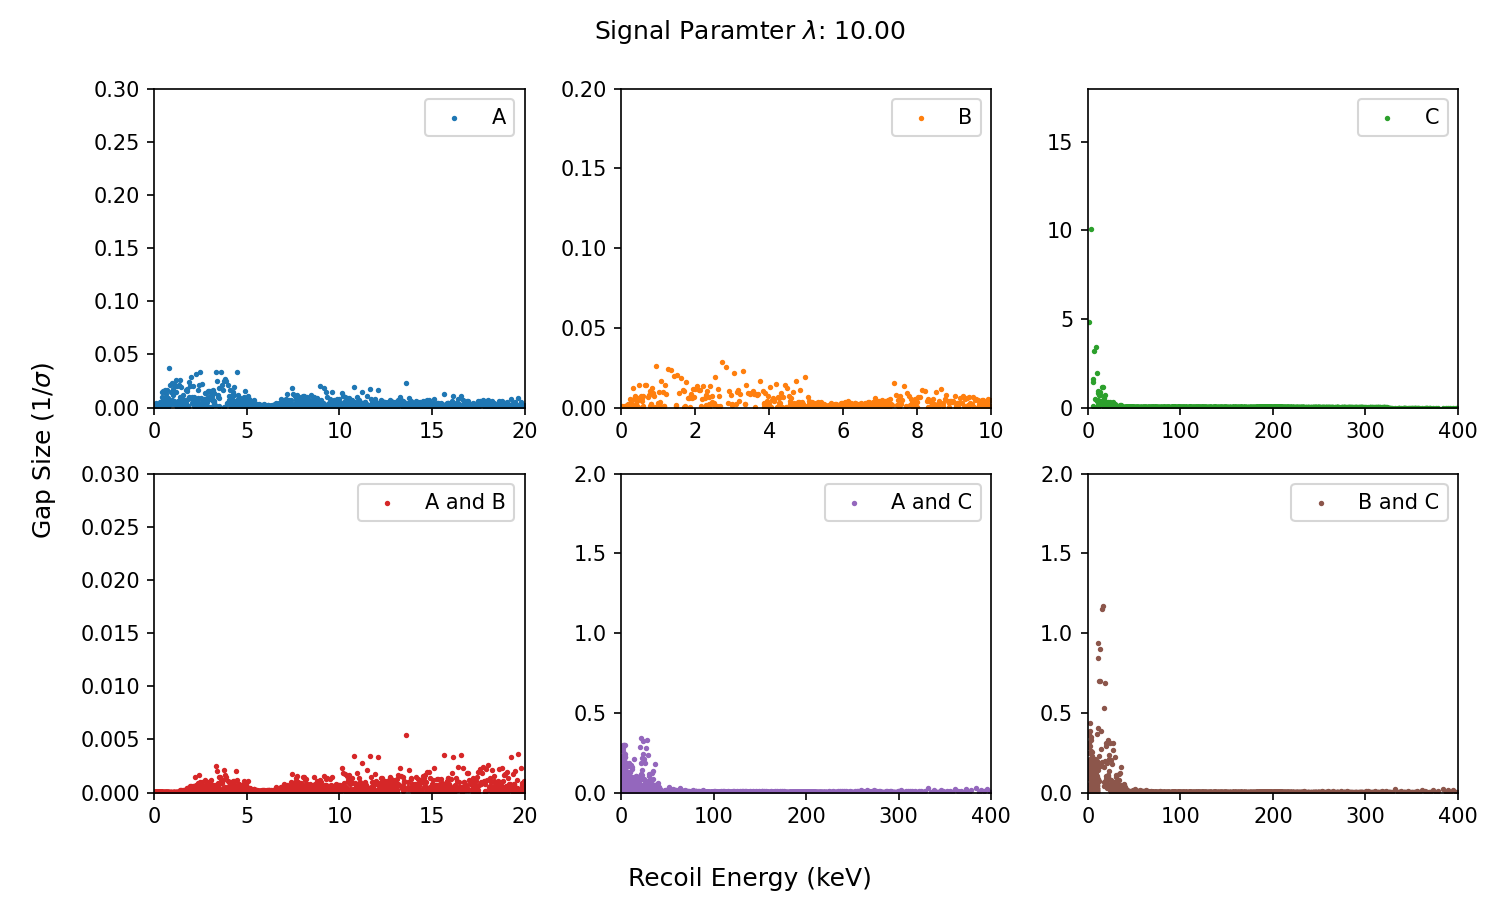 Signal Paramter λ: 10.00
Gap Size (1/σ)
0.30
0.25
0.20
0.15
0.10
0.05
0.00
0 5 10 15 20
A
0.20
0.15
0.10
0.05
0.00
0 2 4 6 8 10
B
15
10
5
0
0 100 200 300 400
C
0.030
0.025
0.020
0.015
0.010
0.005
0.000
0 5 10 15 20
A and B
2.0
1.5
1.0
0.5
0.0
0 100 200 300 400
A and C
2.0
1.5
1.0
0.5
0.0
0 100 200 300 400
B and C
Recoil Energy (keV)